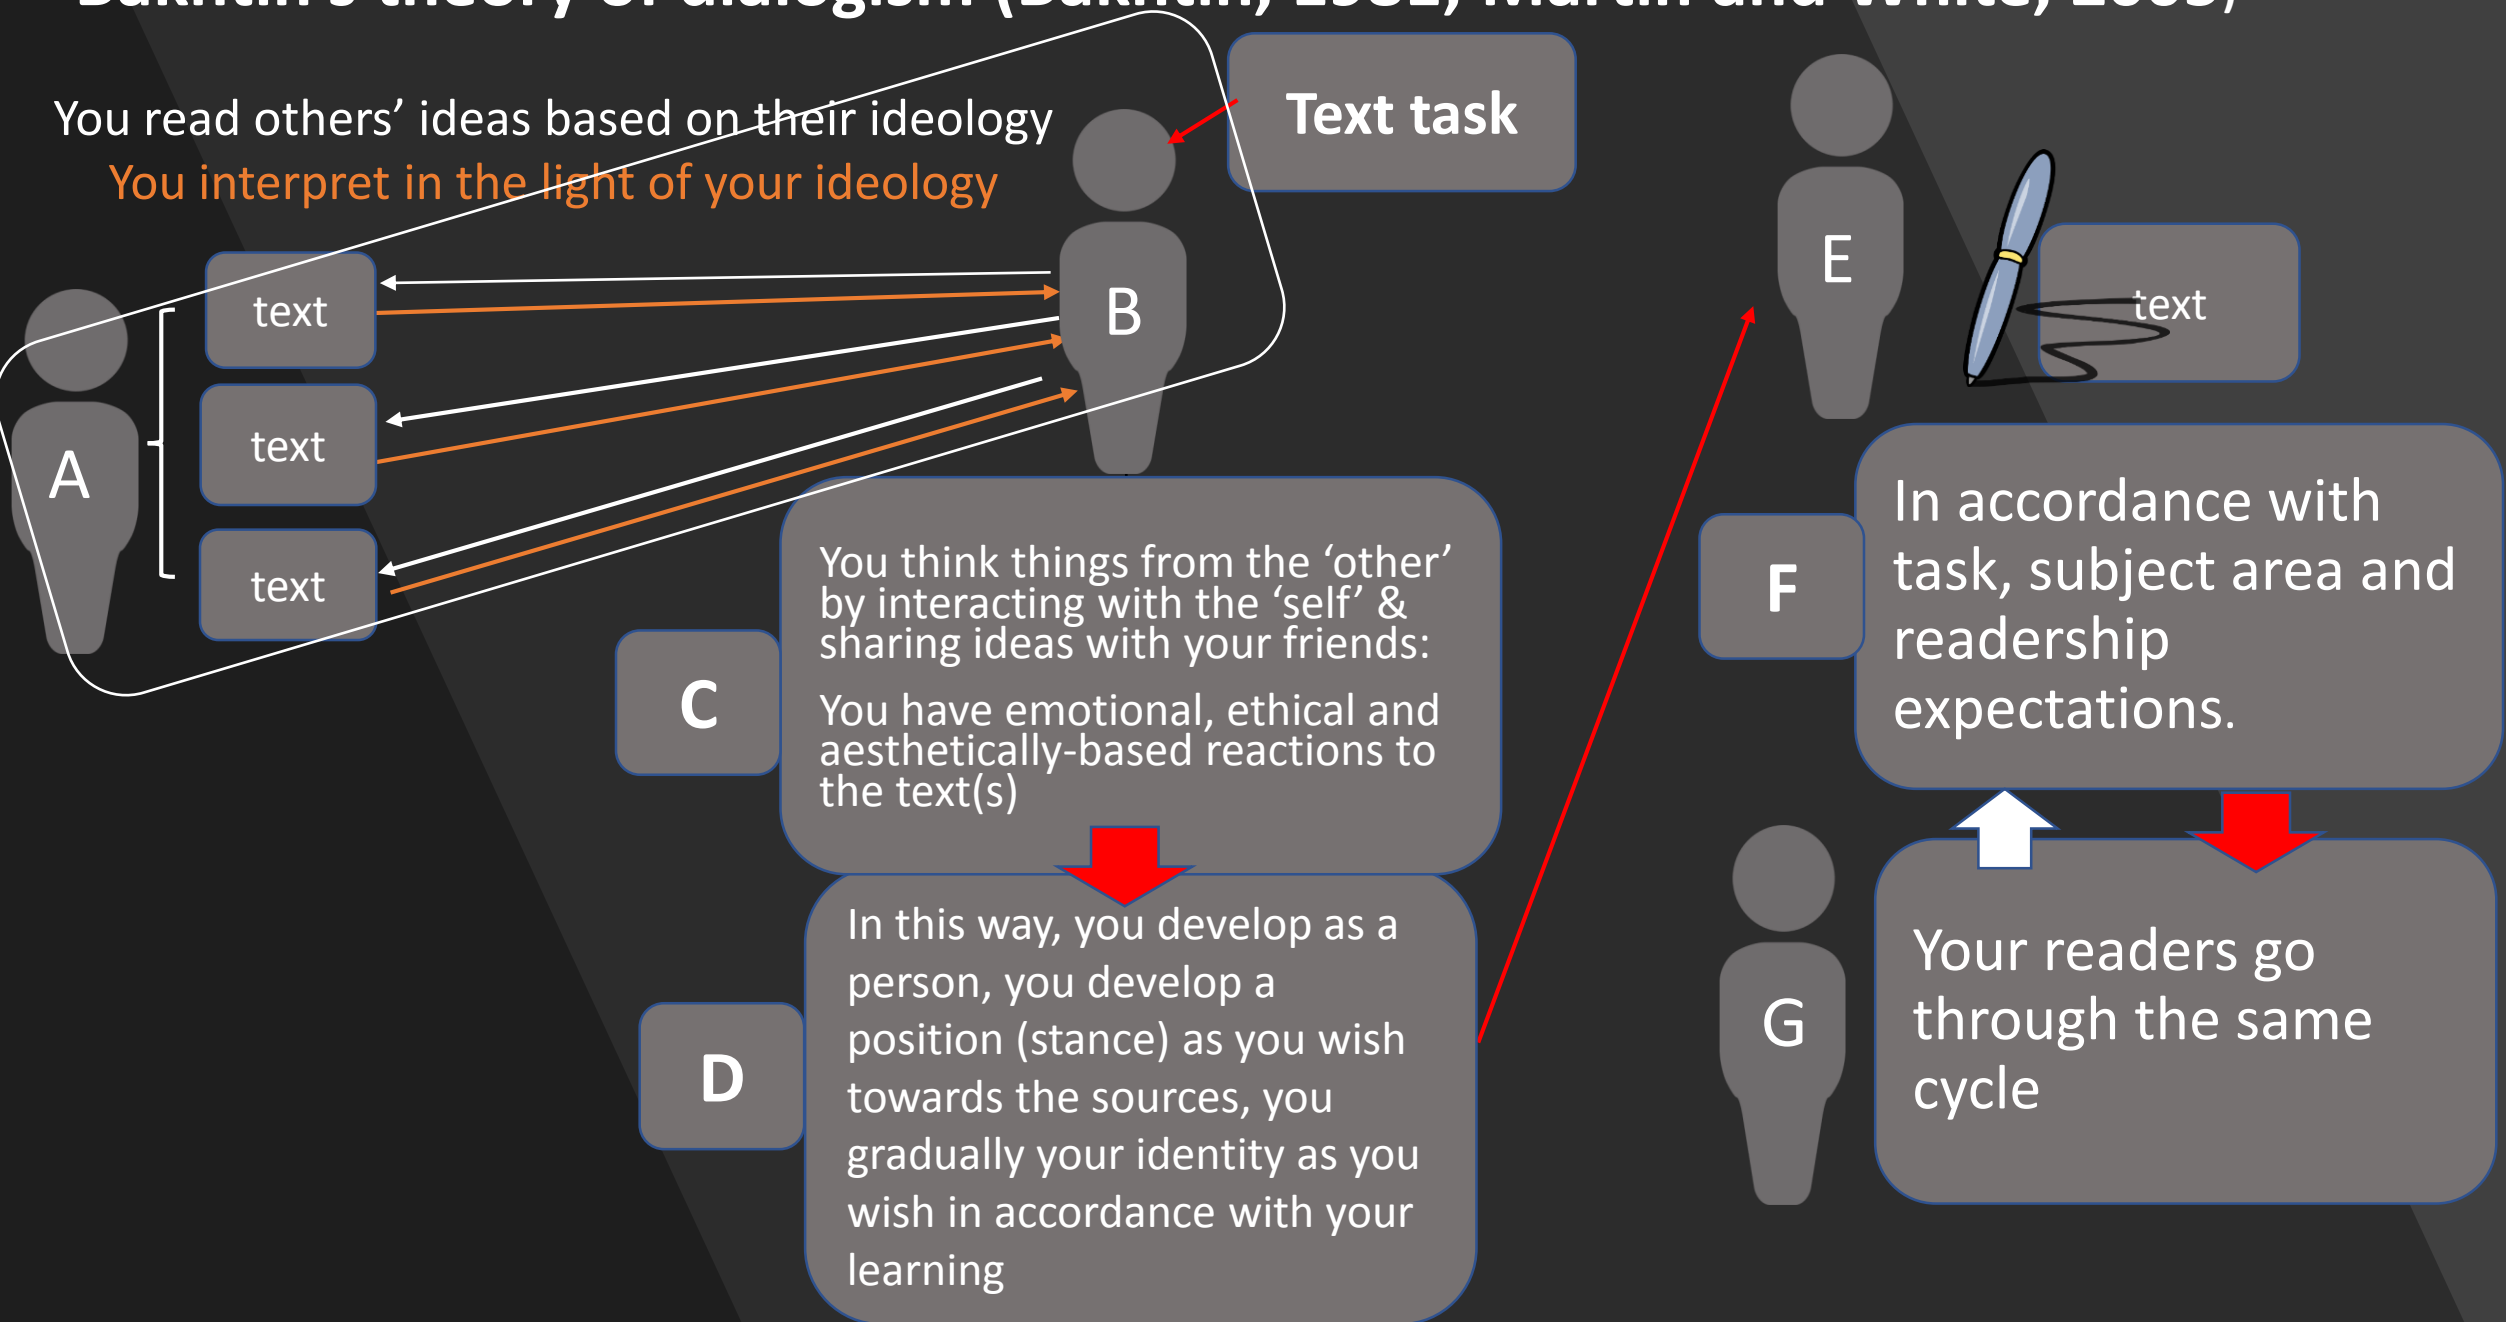 You read others’ ideas based on their ideology
You interpret in the light of your ideology
Text task
text
text
text
A
B
C
You think things from the ‘other’
by interacting with the ‘self’ &
sharing ideas with your friends:
You have emotional, ethical and
aesthetically-based reactions to
the text(s)
D
In this way, you develop as a
person, you develop a
position (stance) as you wish
towards the sources, you
gradually your identity as you
wish in accordance with your
learning
E
text
F
In accordance with
task, subject area and
readership
expectations.
G
Your readers go
through the same
cycle